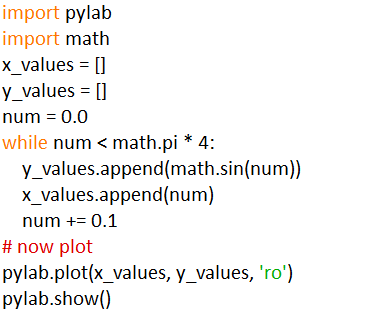 import pylab
import math
x_values = []
y_values = []
num = 0.0
while num < math.pi * 4:
    y_values.append(math.sin(num))
    x_values.append(num)
    num += 0.1
# now plot
pylab.plot(x_values, y_values, 'ro')
pylab.show()